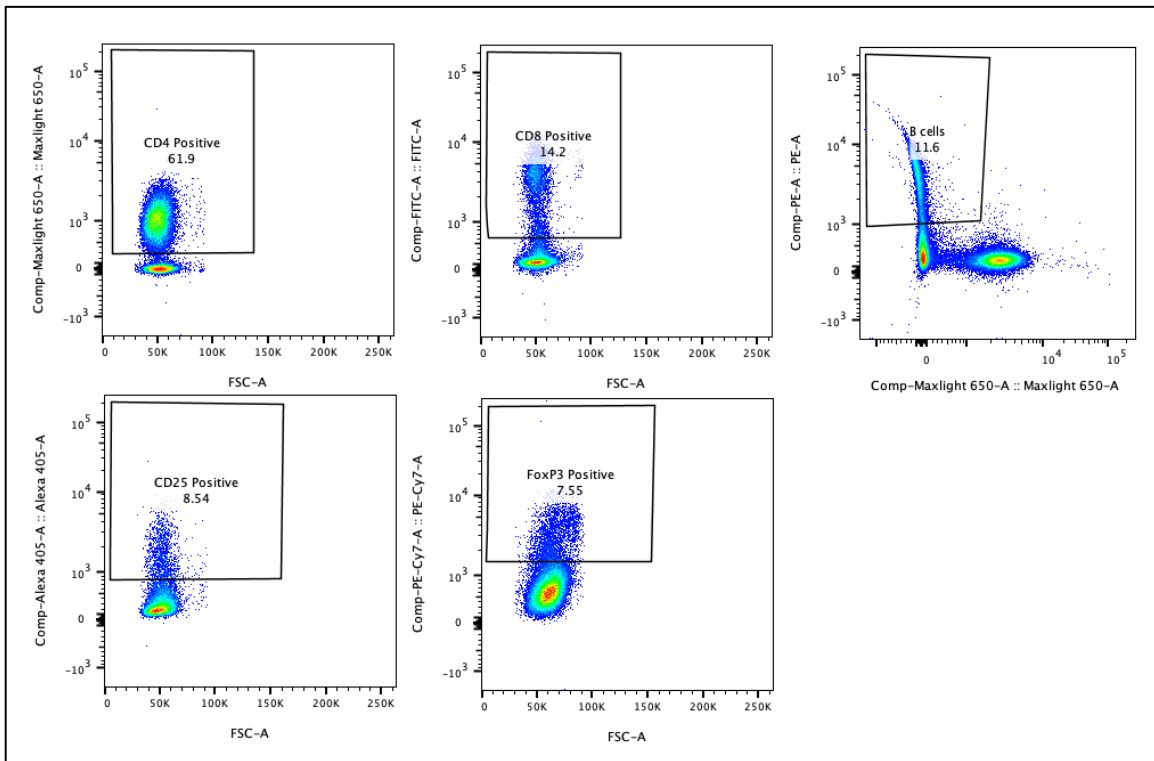 Comp-Maxlight 650-A :: Maxlight 650-A
10^5
10^4
10^3
0
-10^3
CD4 Positive
61.9
0 50K 100K 150K 200K 250K
FSC-A
Comp-FITC-A :: FITC-A
10^5
10^4
10^3
0
-10^3
CD8 Positive
14.2
0 50K 100K 150K 200K 250K
FSC-A
Comp-PE-A :: PE-A
10^5
10^4
10^3
0
-10^3
B cells
11.6
0 10^4 10^5
Comp-Maxlight 650-A :: Maxlight 650-A
Comp-Alexa 405-A :: Alexa 405-A
10^5
10^4
10^3
0
-10^3
CD25 Positive
8.54
0 50K 100K 150K 200K 250K
FSC-A
Comp-PE-Cy7-A :: PE-Cy7-A
10^5
10^4
10^3
0
-10^3
FoxP3 Positive
7.55
0 50K 100K 150K 200K 250K
FSC-A